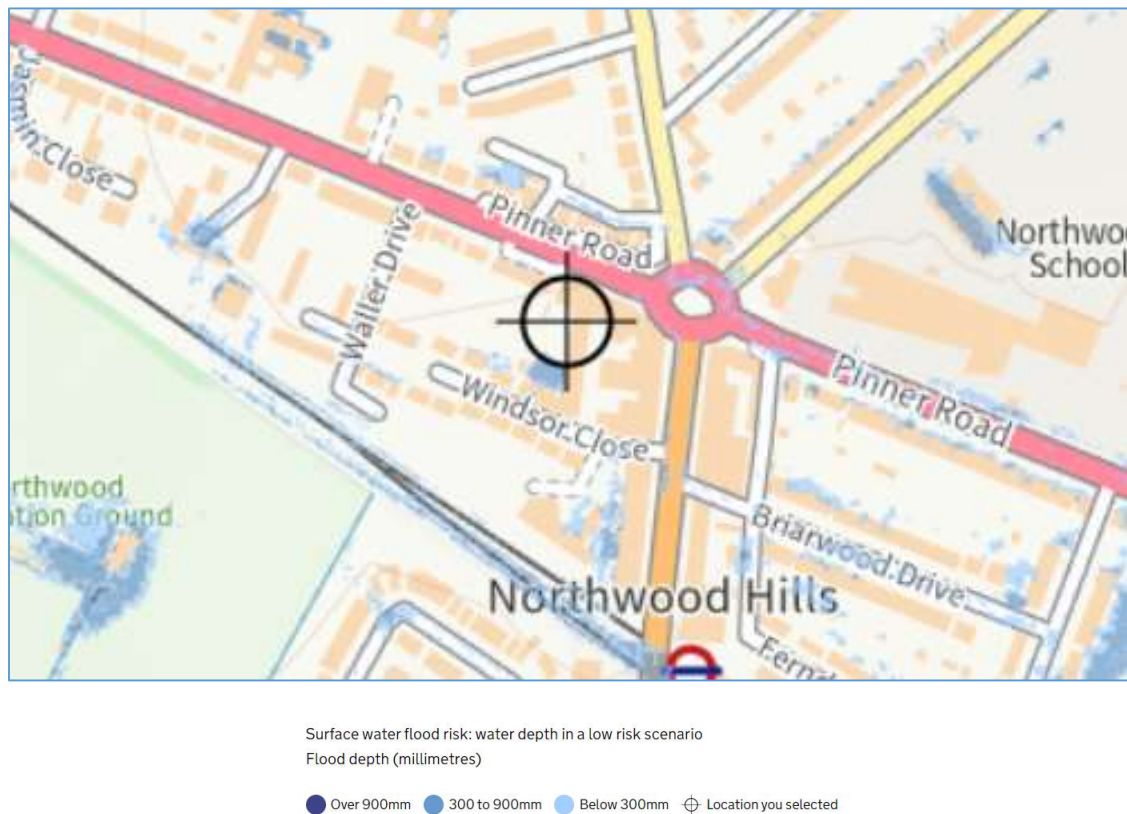 Jasmin Close
Pinner Road
Waller Drive
Northwo
School
Windsor Close
Pinner Road
rthwood
tion Ground
Briarwood Drive
Northwood Hills
Fernd
Surface water flood risk: water depth in a low risk scenario
Flood depth (millimetres)
Over 900mm 300 to 900mm Below 300mm Location you selected